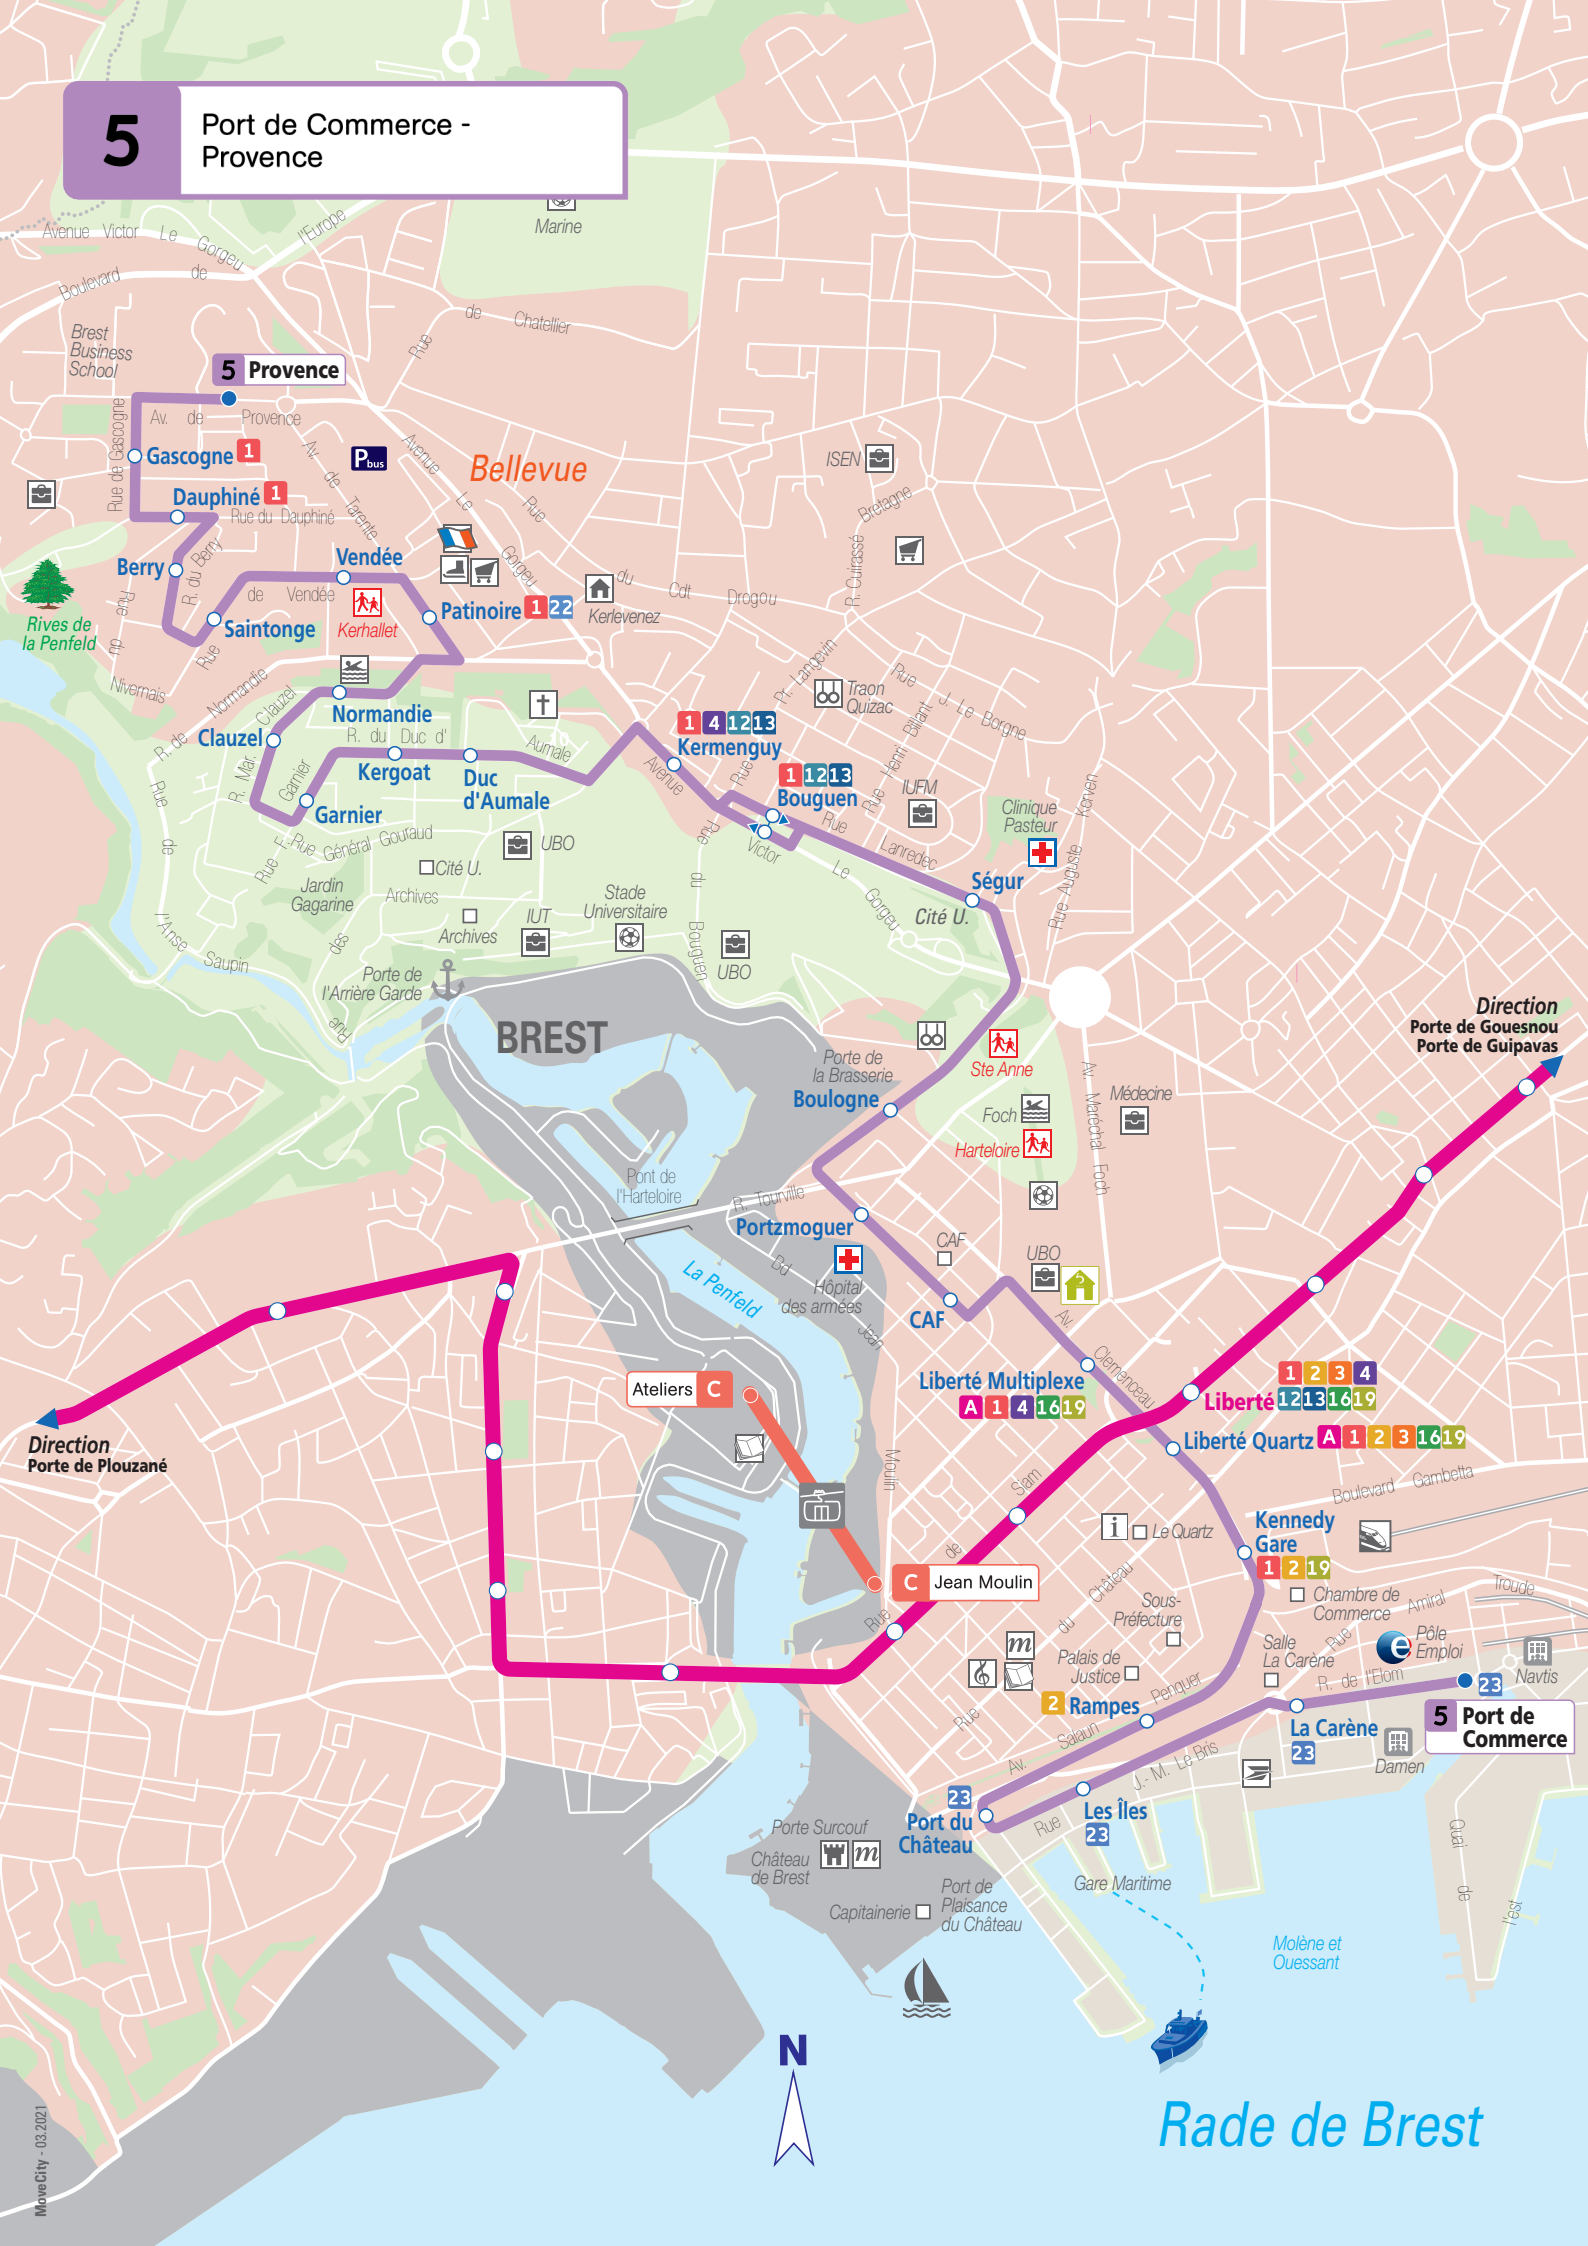 5
Port de Commerce -
Provence
Marine
Avenue Victor Le Gorgeu
l'Europe
Boulevard de
de Chatellier
Rue
Brest
Business
School
5 Provence
Av. de Provence
Rue de Gascogne
Gascogne 1
Av. de Tarente
Pbus
Avenue Le Gorgeu
Bellevue
ISEN
Dauphiné 1
Rue du Dauphiné
Rue
Bretagne
R. Cuirassé
Berry
R. du Berry
Vendée
de Vendée
Rives de
la Penfeld
Rue du
Nivernais
Saintonge
Kerhallet
Patinoire 1 22
du Cdt Drogou
Kerlevenez
Rue
Normandie
R. de
Clauzel
Normandie
Clauzel
R. du Duc d'
Aumale
R. Mar.
Garnier
Kergoat
Duc
d'Aumale
Garnier
Pr. Langevin
Traon
Quizac
Rue J. Le Borgne
Rue Henri Billant
1 4 12 13
Kermenguy
Avenue
Rue
1 12 13
Bouguen
IUFM
Clinique
Pasteur
Kerven
Rue Auguste
Rue Lanredec
Victor Le Gorgeu
Rue du Bouguen
Rue F.
Rue Général Gouraud
UBO
Cité U.
Jardin
Gagarine
Archives
des
Archives
IUT
Stade
Universitaire
UBO
Ségur
Cité U.
Rue de l'Anse Saupin
Rue
Porte de
l'Arrière Garde
BREST
Direction
Porte de Gouesnou
Porte de Guipavas
Porte de
la Brasserie
Boulogne
Ste Anne
Foch
Harteloire
Av. Maréchal Foch
Médecine
Pont de
l'Harteloire
R. Tourville
Portzmoguer
Bd Jean Moulin
Hôpital
des armées
La Penfeld
CAF
UBO
5
CAF
Av. Clemenceau
Liberté Multiplexe
A 1 4 16 19
1 2 3 4
Liberté 12 13 16 19
Liberté Quartz A 1 2 3 16 19
Ateliers C
Direction
Porte de Plouzané
Boulevard Gambetta
Siam
de
Rue
i
Le Quartz
Kennedy
Gare
1 2 19
C Jean Moulin
Château
du
Rue
Sous-
Préfecture
Chambre de
Commerce
Amiral
Troude
Rue
Salle
La Carène
e
Pôle
Emploi
m
Palais de
Justice
R. de l'Elorn
Navtis
23
2 Rampes
Penquer
Salaun
Av.
5 Port de
Commerce
La Carène
23
Damen
J.-M. Le Bris
Rue
23
Port du
Château
Les Îles
23
Porte Surcouf
Château
de Brest
m
Port de
Plaisance
du Château
Capitainerie
Gare Maritime
Quai de l'est
Molène et
Ouessant
N
Rade de Brest
MoveCity - 03.2021